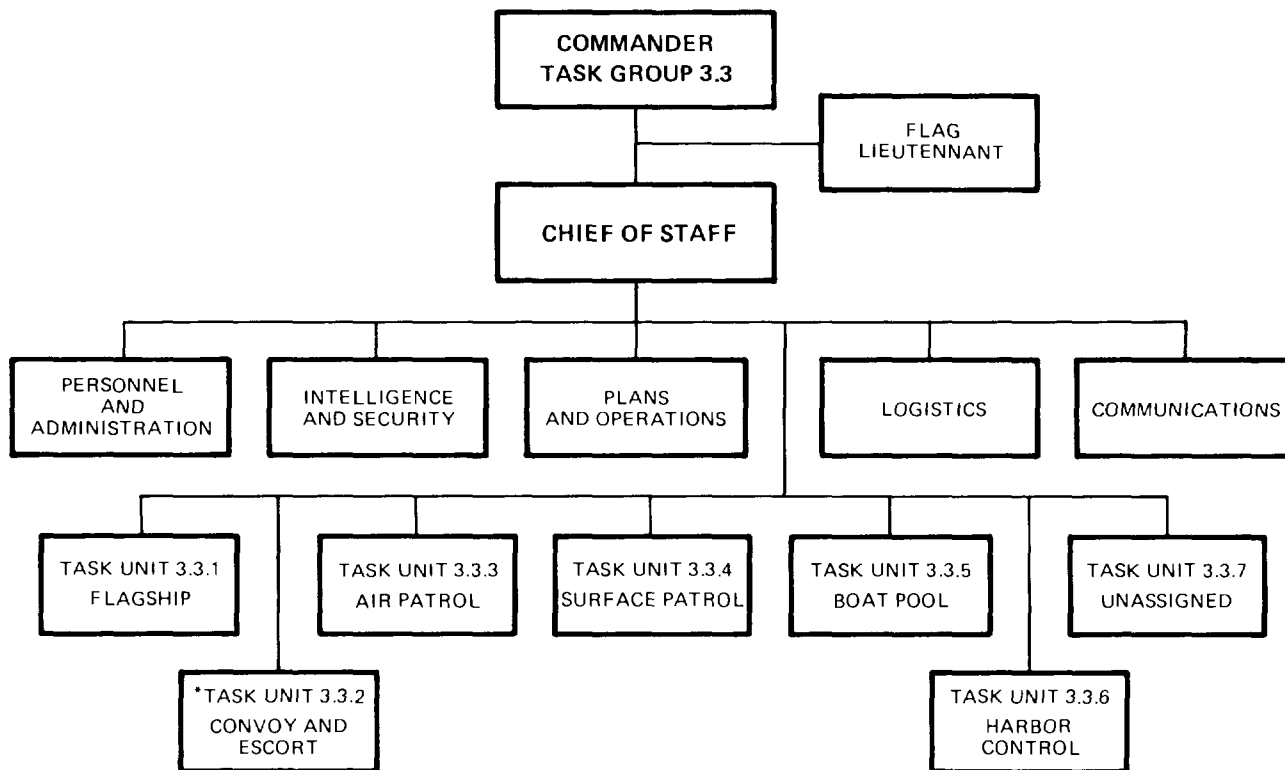 COMMANDER
TASK GROUP 3.3
FLAG
LIEUTENNANT
CHIEF OF STAFF
PERSONNEL
AND
ADMINISTRATION
INTELLIGENCE
AND SECURITY
PLANS
AND OPERATIONS
LOGISTICS
COMMUNICATIONS
TASK UNIT 3.3.1
FLAGSHIP
TASK UNIT 3.3.3
AIR PATROL
TASK UNIT 3.3.4
SURFACE PATROL
TASK UNIT 3.3.5
BOAT POOL
TASK UNIT 3.3.7
UNASSIGNED
*TASK UNIT 3.3.2
CONVOY AND
ESCORT
TASK UNIT 3.3.6
HARBOR
CONTROL